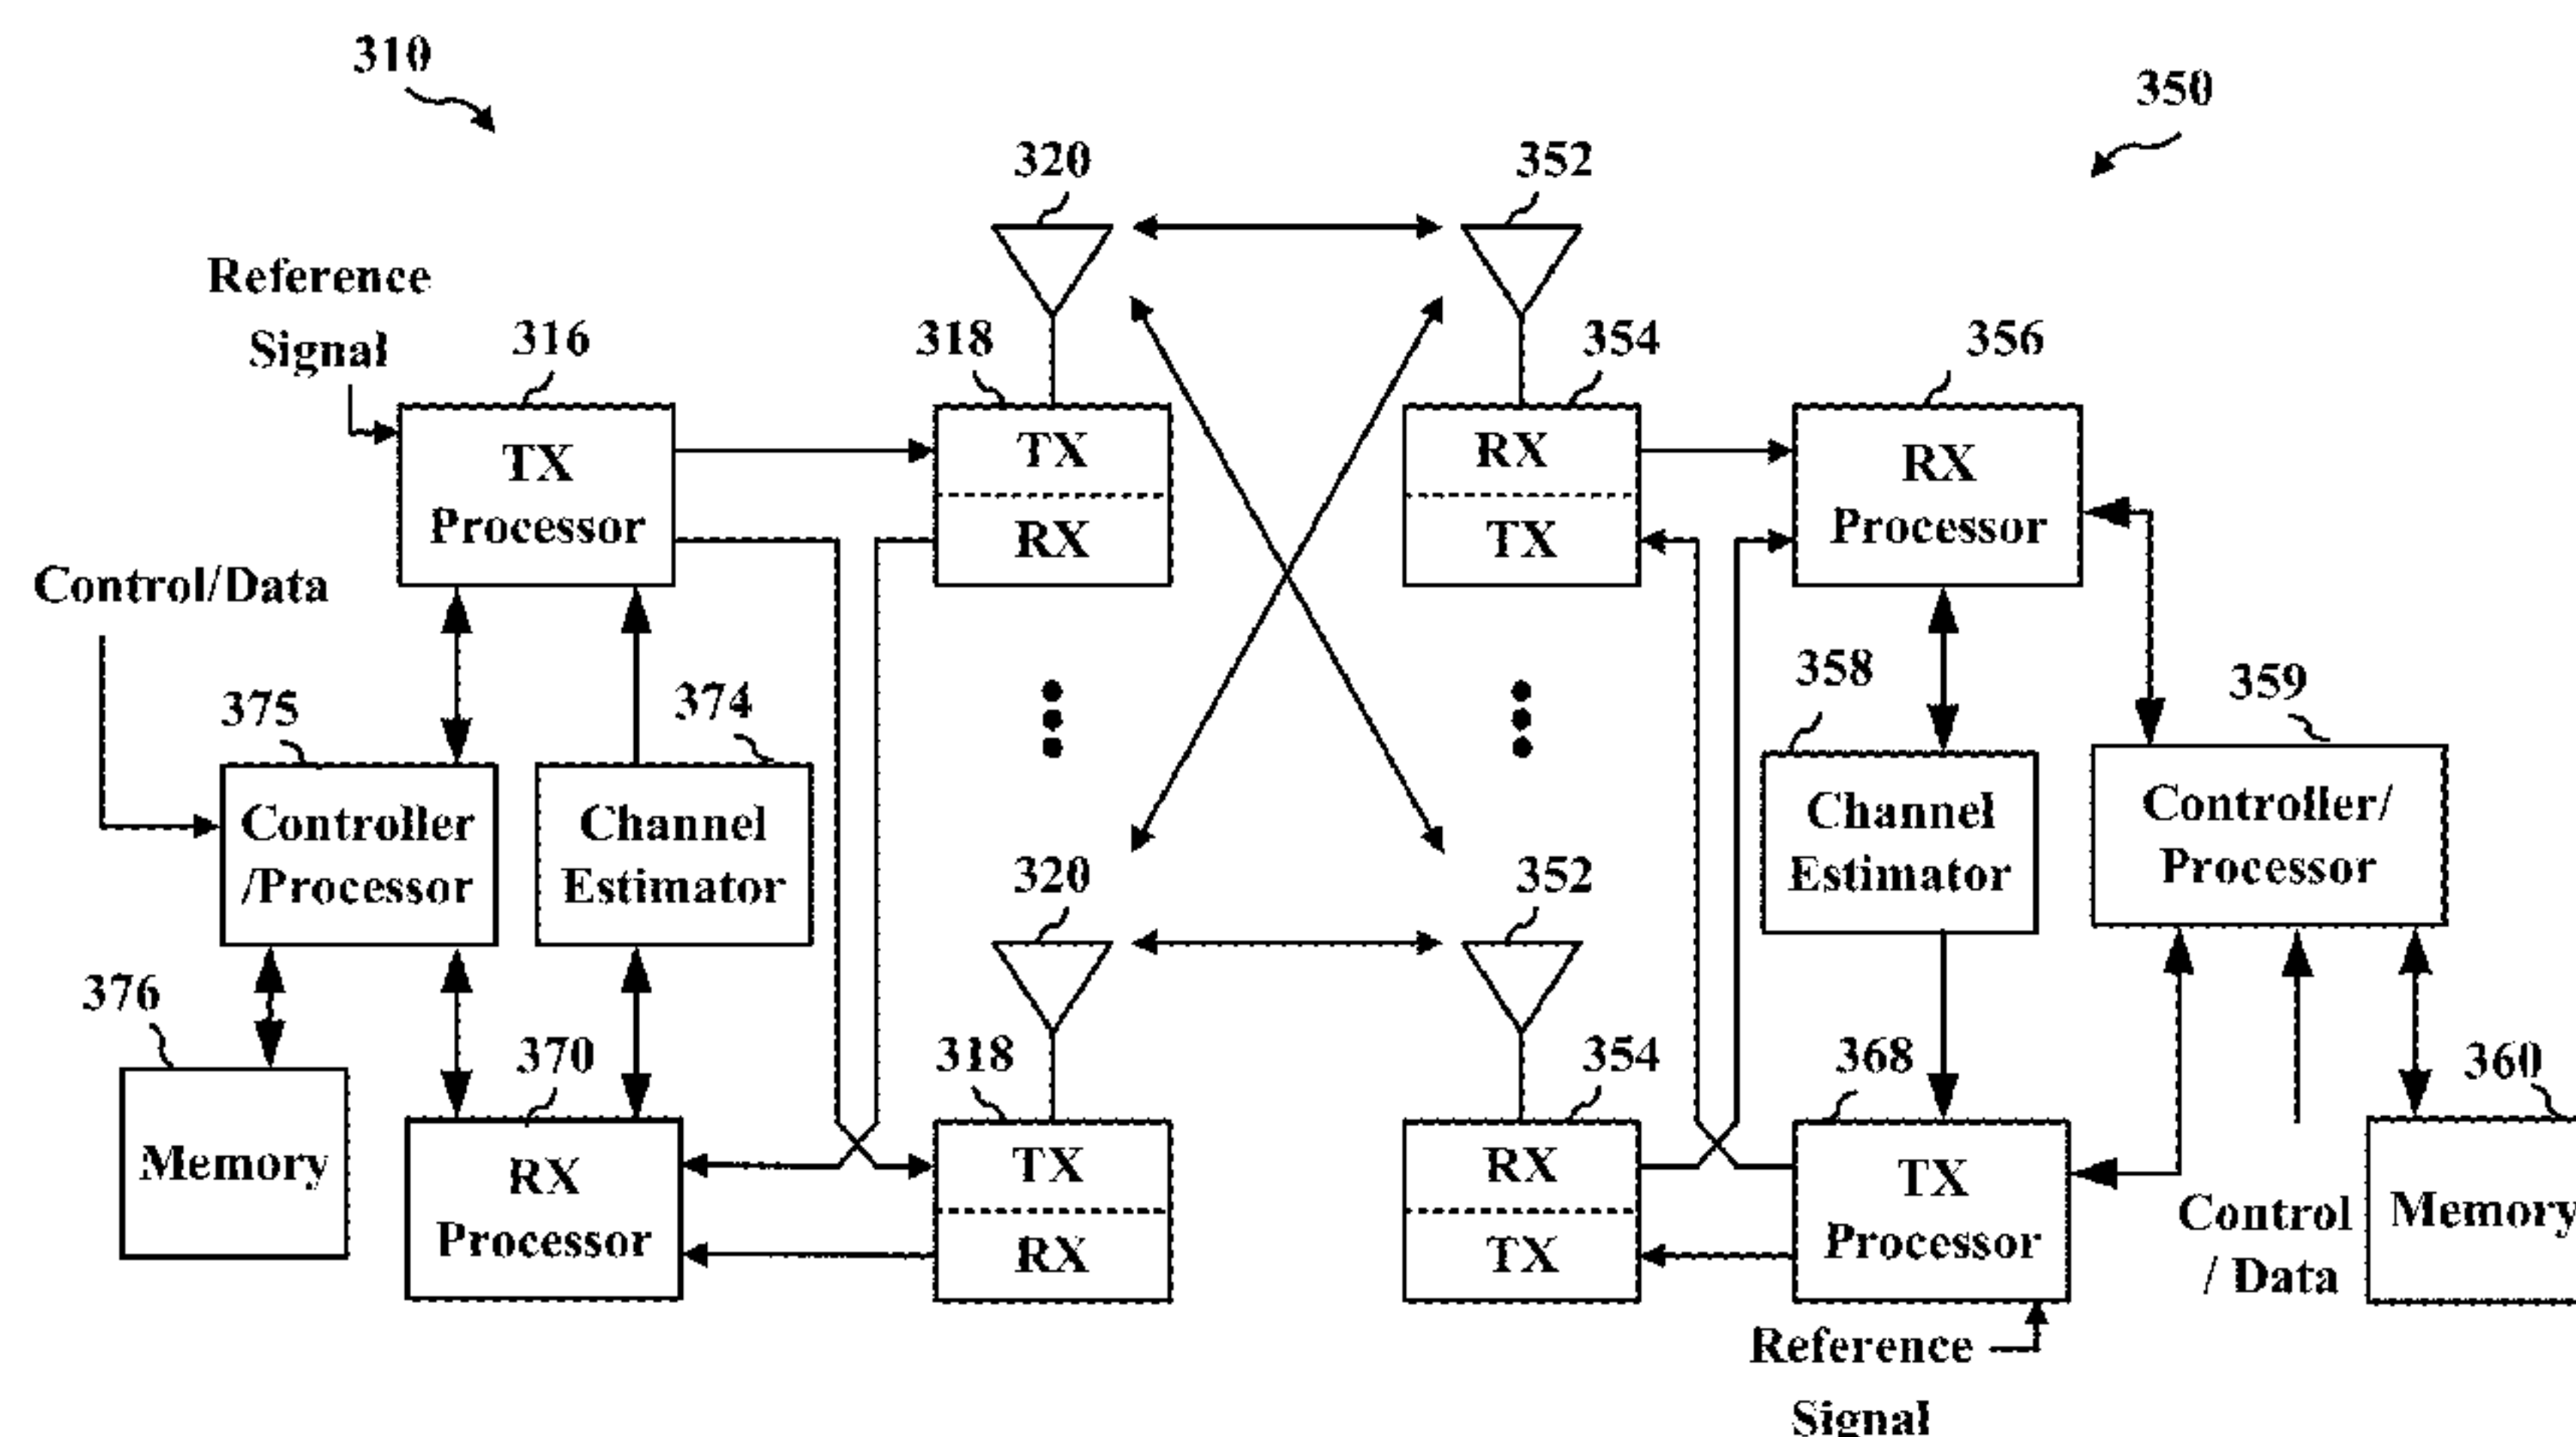 310
350
320
352
Reference
Signal
316
318
354
356
TX
Processor
TX
RX
RX
TX
RX
Processor
Control/Data
375
374
358
359
Controller
/Processor
Channel
Estimator
Channel
Estimator
Controller/
Processor
320
352
376
370
318
354
368
360
Memory
RX
Processor
TX
RX
RX
TX
TX
Processor
Control
/ Data
Memory
Reference
Signal